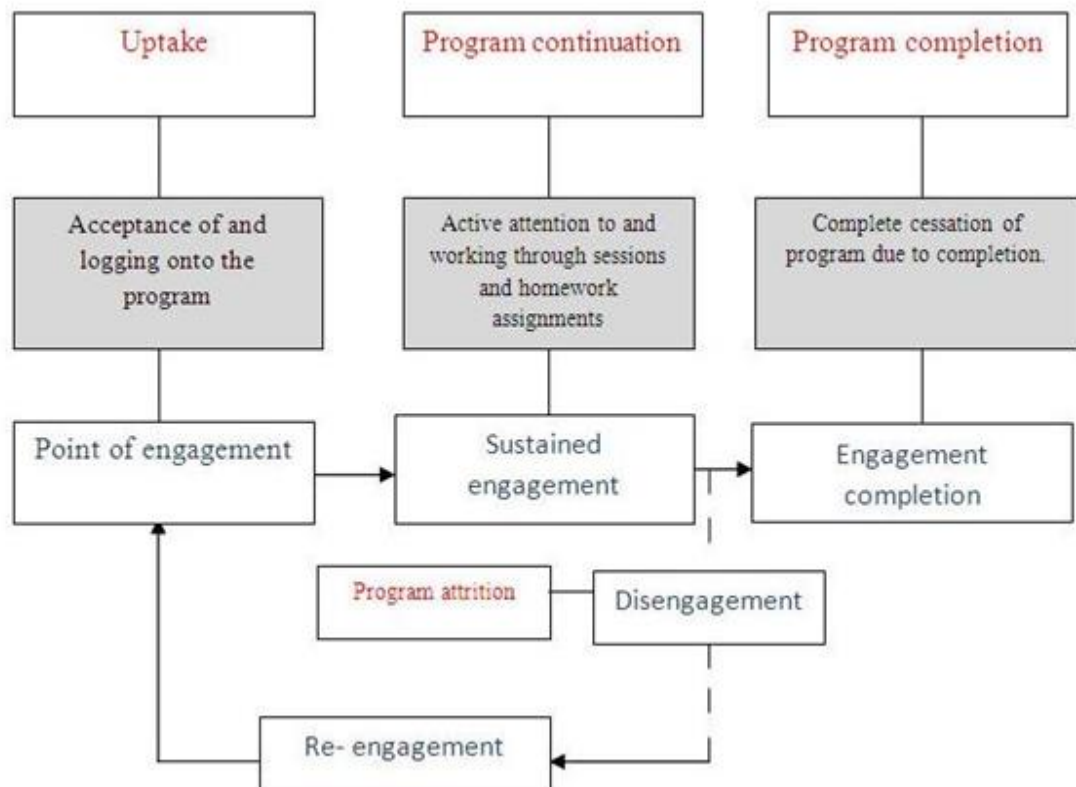 Uptake
Program continuation
Program completion
Acceptance of and
logging onto the
program
Active attention to and
working through sessions
and homework
assignments
Complete cessation of
program due to completion.
Point of engagement
Sustained
engagement
Engagement
completion
Program attrition
Disengagement
Re- engagement